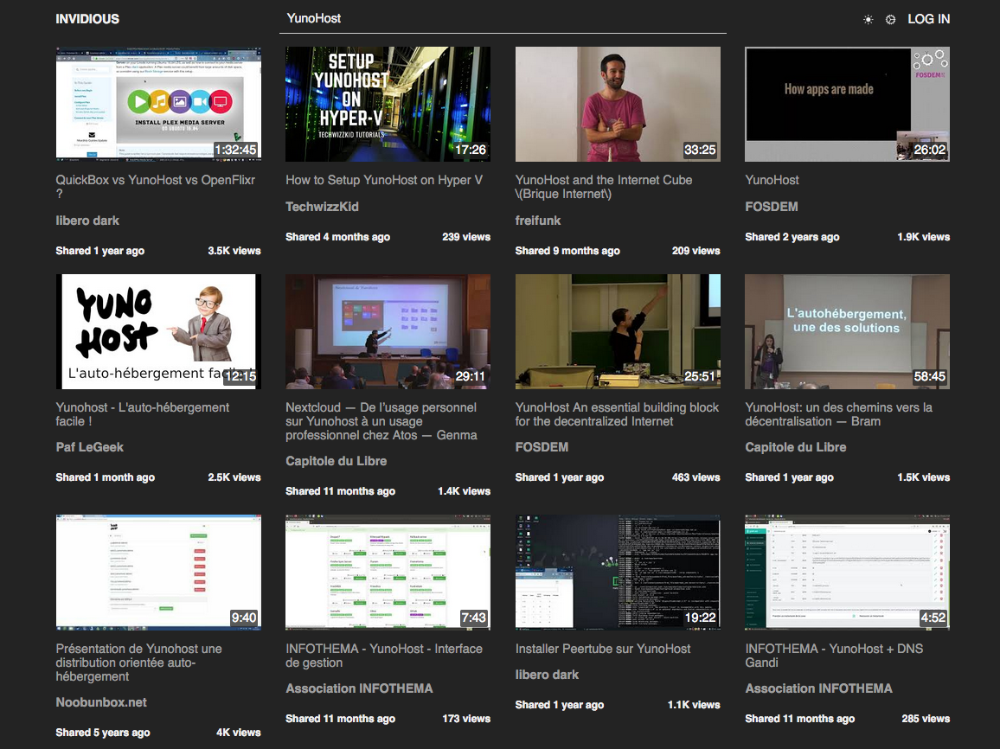 INVIDIOUS
YunoHost
LOG IN
INSTALL PLEX MEDIA SERVER
1:32:45
SETUP
YUNOHOST
ON
HYPER-V
TECHWIZZKID TUTORIALS
17:26
33:25
How apps are made
FOSDEM
26:02
QuickBox vs YunoHost vs OpenFlixr
?
libero dark
Shared 1 year ago
3.5K views
How to Setup YunoHost on Hyper V
TechwizzKid
Shared 4 months ago
239 views
YunoHost and the Internet Cube
\(Brique Internet\)
freifunk
Shared 9 months ago
209 views
YunoHost
FOSDEM
Shared 2 years ago
1.9K views
YUNO
HOST
L'auto-hébergement
12:15
29:11
25:51
L'autohébergement,
une des solutions
58:45
Yunohost - L'auto-hébergement
facile !
Paf LeGeek
Shared 1 month ago
2.5K views
Nextcloud — De l'usage personnel
sur Yunohost à un usage
professionnel chez Atos — Genma
Capitole du Libre
Shared 11 months ago
1.4K views
YunoHost An essential building block
for the decentralized Internet
FOSDEM
Shared 1 year ago
463 views
YunoHost: un des chemins vers la
décentralisation — Bram
Capitole du Libre
Shared 1 year ago
1.5K views
9:40
7:43
19:22
4:52
Présentation de Yunohost une
distribution orientée auto-
hébergement
Noobunbox.net
Shared 5 years ago
4K views
INFOTHEMA - YunoHost - Interface
de gestion
Association INFOTHEMA
Shared 11 months ago
173 views
Installer Peertube sur YunoHost
libero dark
Shared 1 year ago
1.1K views
INFOTHEMA - YunoHost + DNS
Gandi
Association INFOTHEMA
Shared 11 months ago
285 views